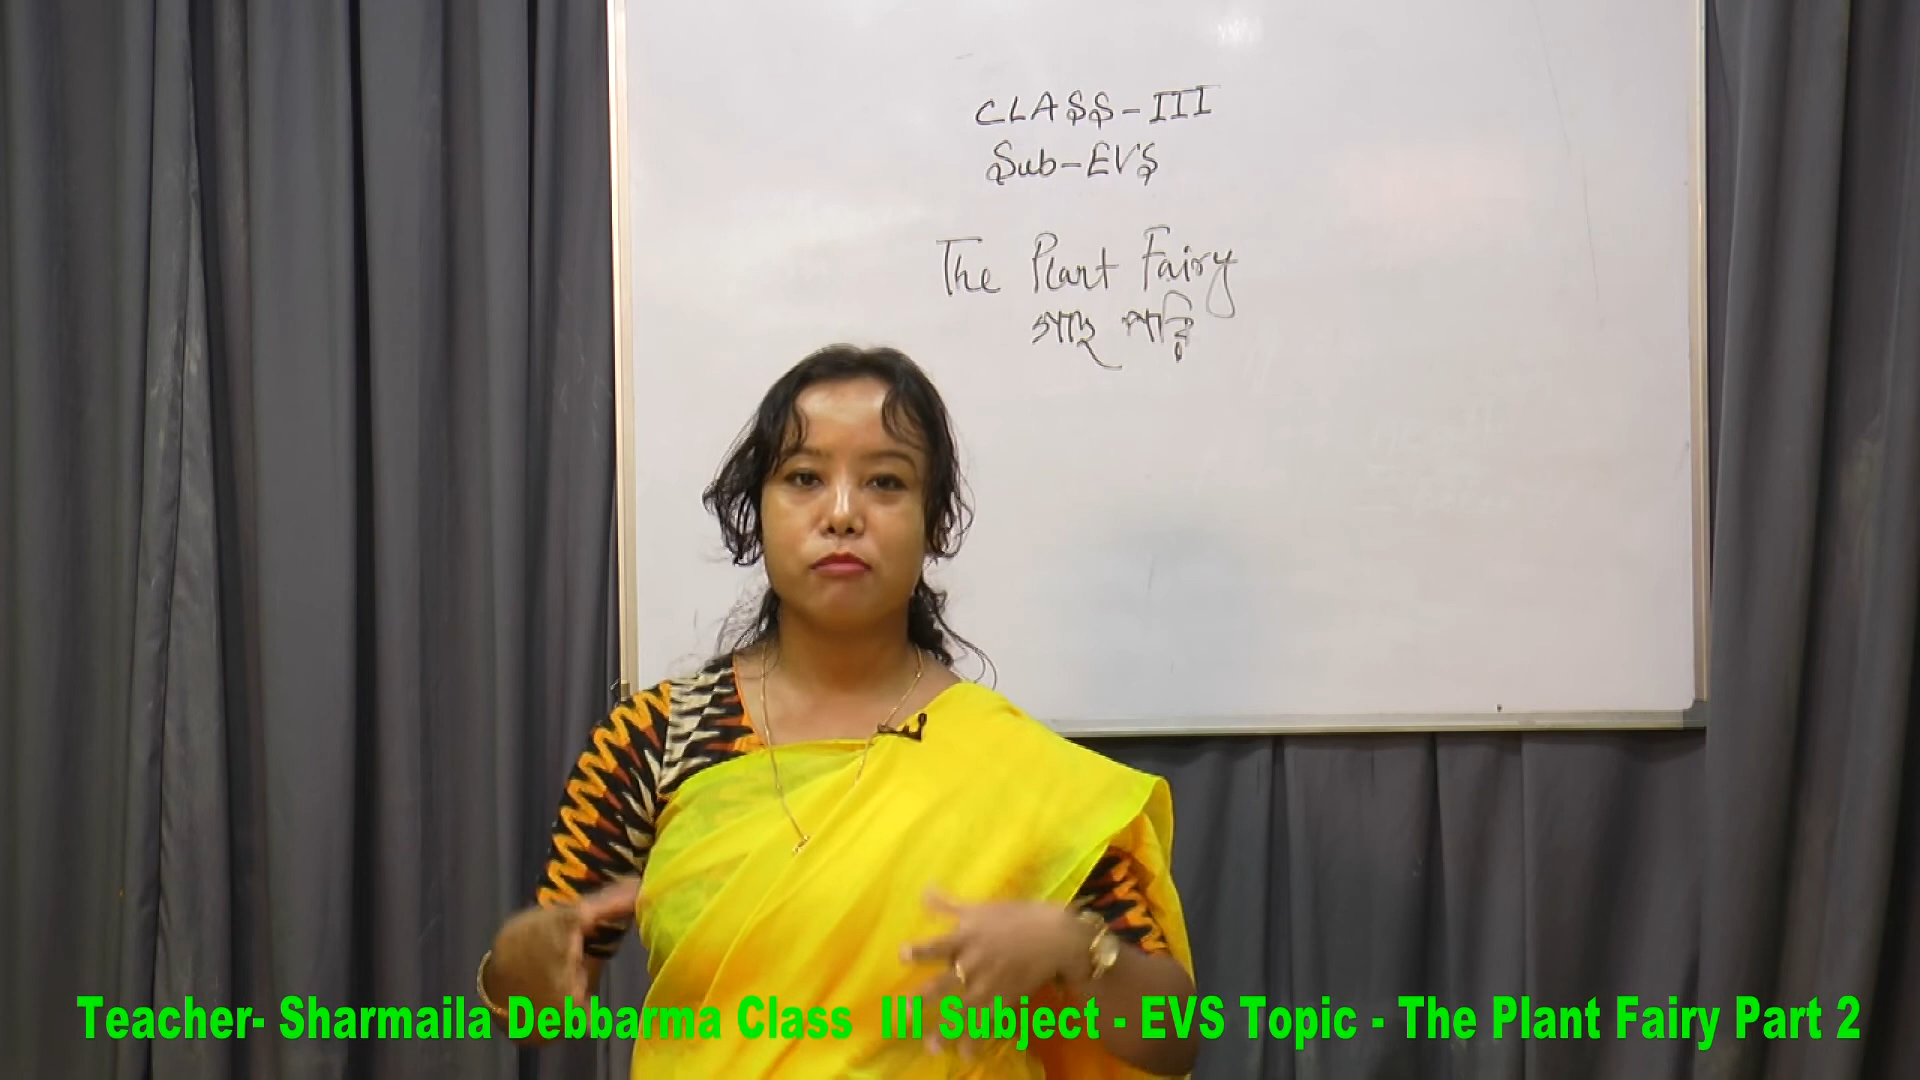 CLASS-III
Sub-EVS
The Plant Fairy
গাছ পরি
Teacher- Sharmaila Debbarma Class III Subject - EVS Topic - The Plant Fairy Part 2